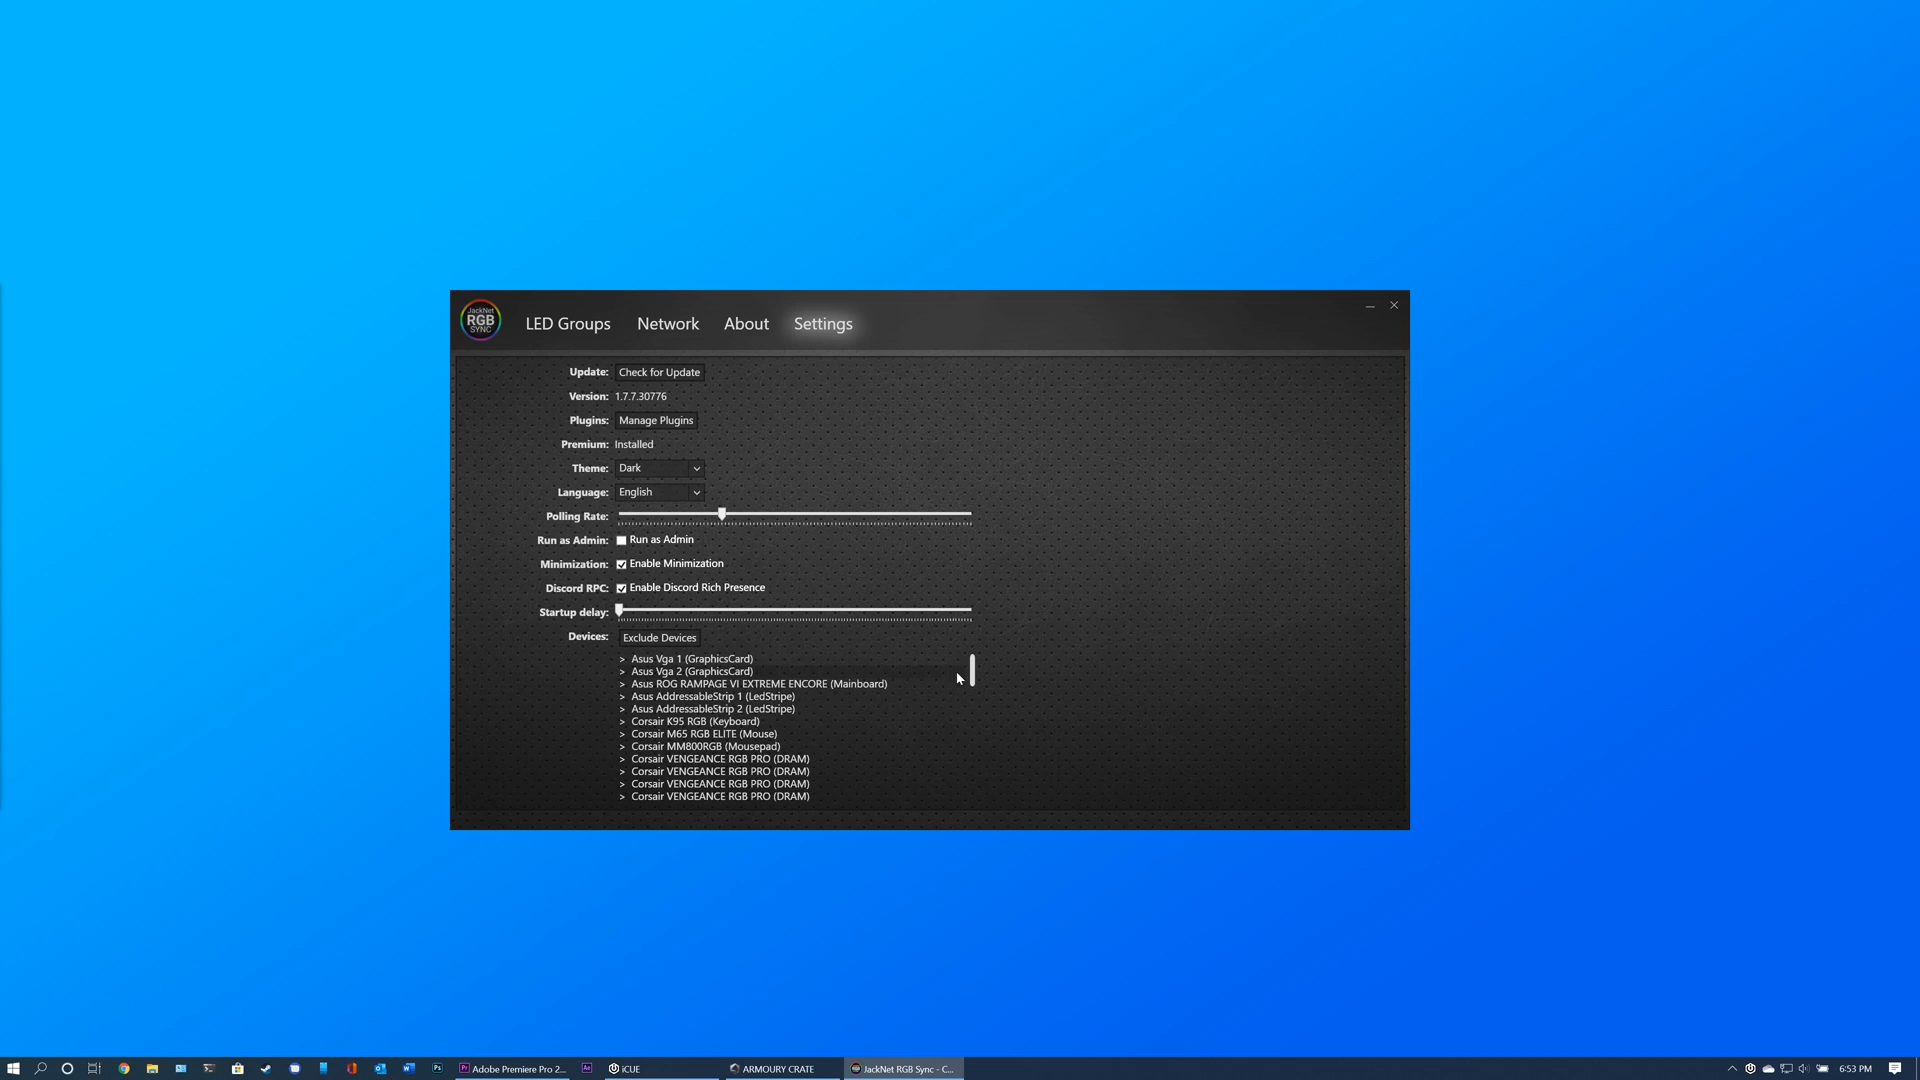 JackNet
RGB
SYNC
LED Groups Network About Settings
Update: Check for Update
Version: 1.7.7.30776
Plugins: Manage Plugins
Premium: Installed
Theme: Dark
Language: English
Polling Rate:
Run as Admin: Run as Admin
Minimization: Enable Minimization
Discord RPC: Enable Discord Rich Presence
Startup delay:
Devices: Exclude Devices
> Asus Vga 1 (GraphicsCard)
> Asus Vga 2 (GraphicsCard)
> Asus ROG RAMPAGE VI EXTREME ENCORE (Mainboard)
> Asus AddressableStrip 1 (LedStripe)
> Asus AddressableStrip 2 (LedStripe)
> Corsair K95 RGB (Keyboard)
> Corsair M65 RGB ELITE (Mouse)
> Corsair MM800RGB (Mousepad)
> Corsair VENGEANCE RGB PRO (DRAM)
> Corsair VENGEANCE RGB PRO (DRAM)
> Corsair VENGEANCE RGB PRO (DRAM)
> Corsair VENGEANCE RGB PRO (DRAM)
Ps Pr Adobe Premiere Pro 2... Ae iCUE ARMOURY CRATE JackNet RGB Sync - C... 6:53 PM